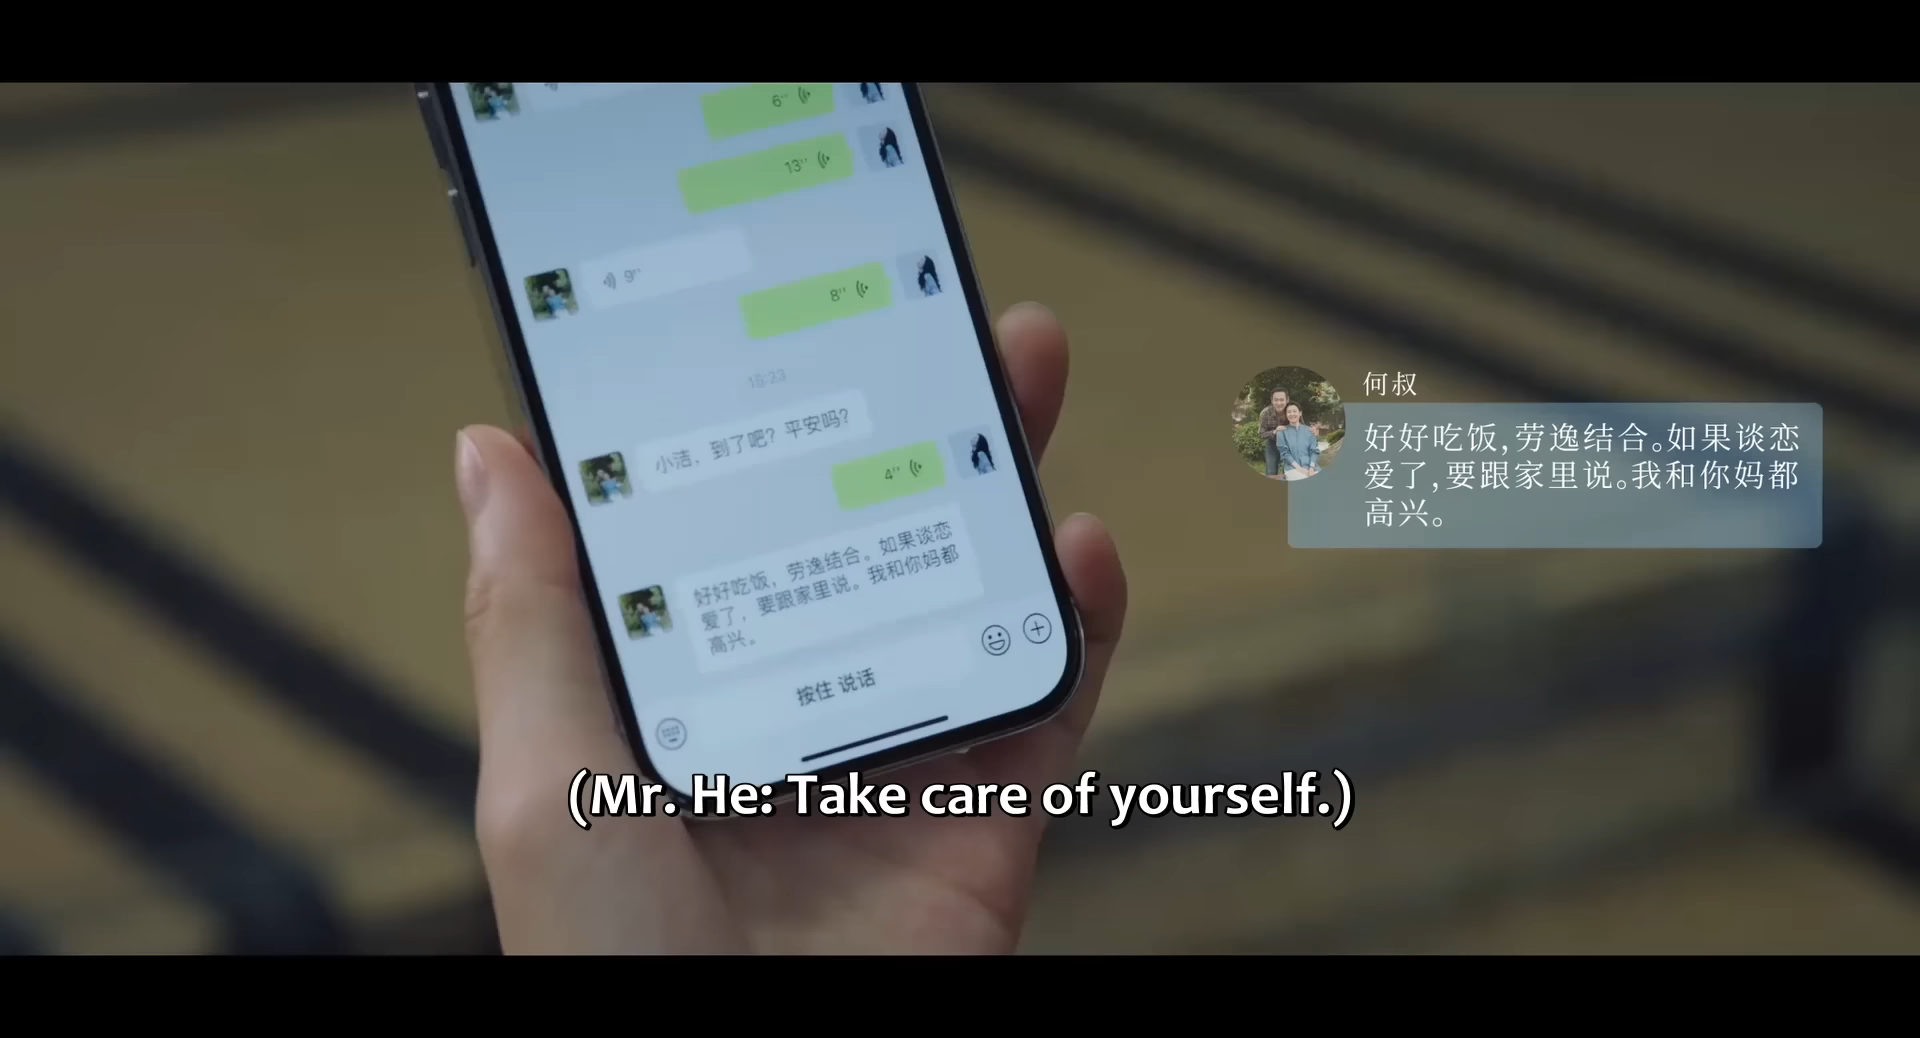 6''
13''
9''
8''
小洁，到了吧？平安吗？
4''
好好吃饭，劳逸结合。如果谈恋
爱了，要跟家里说。我和你妈都
高兴。
按住 说话
何叔
好好吃饭，劳逸结合。如果谈恋
爱了，要跟家里说。我和你妈都
高兴。
(Mr. He: Take care of yourself.)